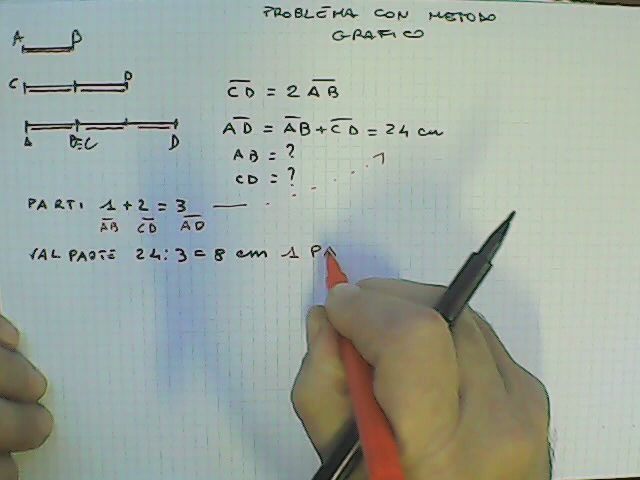 PROBLEMA CON METODO
GRAFICO
A B
C D
CD = 2 AB
A B≡C D
AD = AB + CD = 24 cm
AB = ?
CD = ?
PARTI 1 + 2 = 3
AB CD AD
VAL PARTE 24 : 3 = 8 cm 1 PA